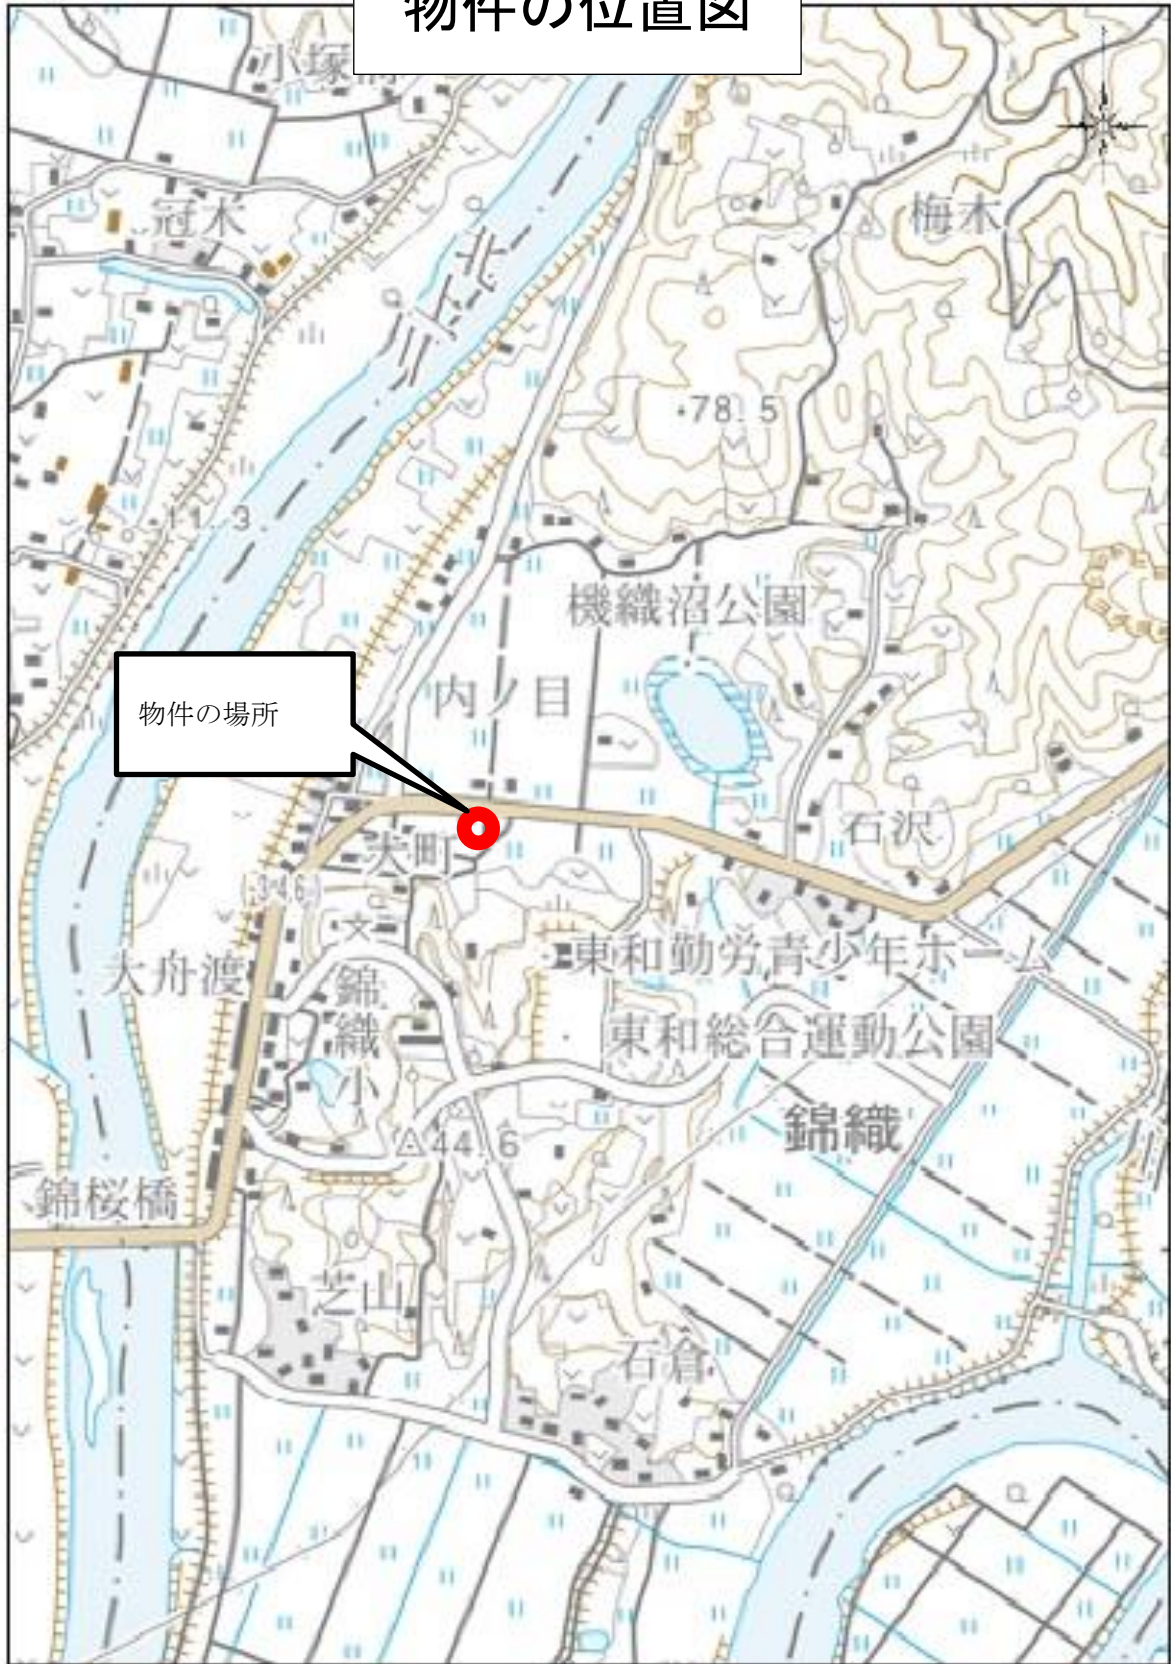 物件の位置図
小塚
冠木
北上川
梅木
78.5
11.3
機織沼公園
内ノ目
物件の場所
大町
石沢
346
大舟渡
東和勤労青少年ホーム
錦織小
東和総合運動公園
錦織
44.6
錦桜橋
芝山
石倉